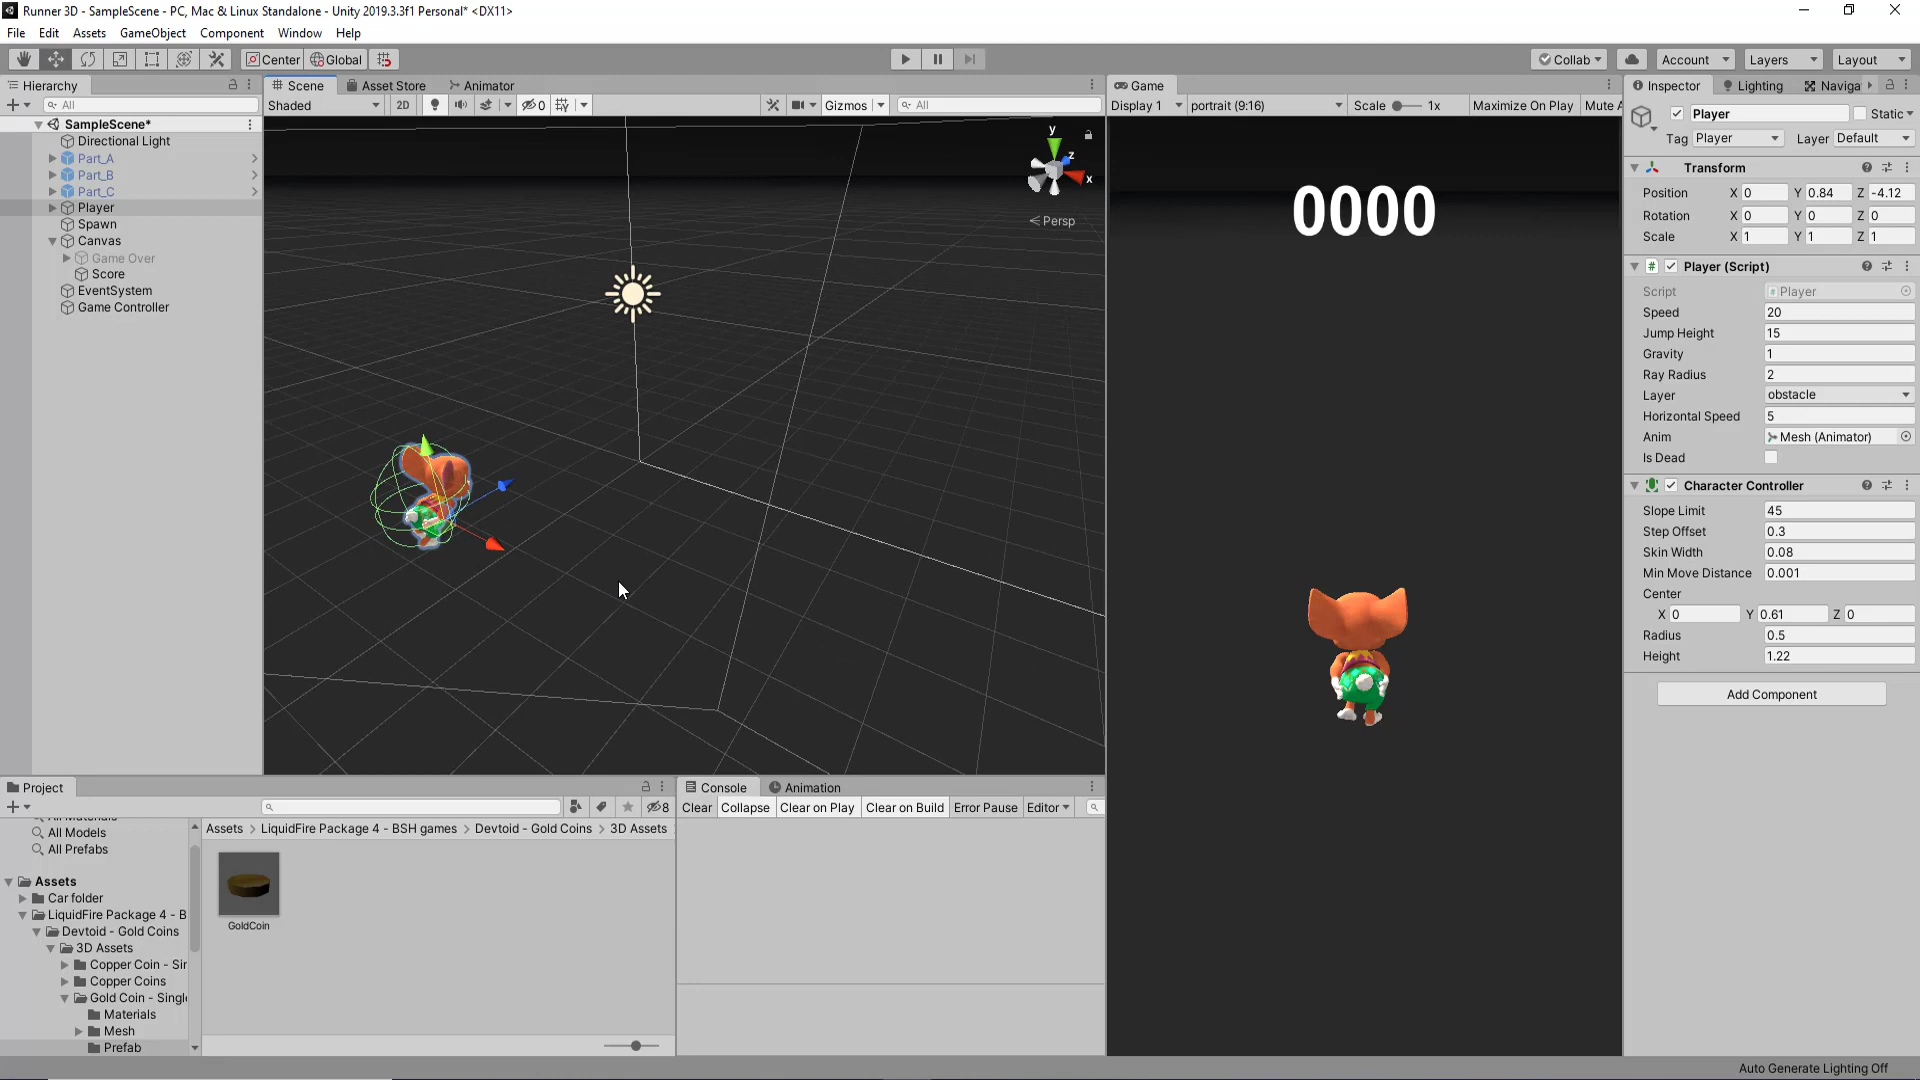 Runner 3D - SampleScene - PC, Mac & Linux Standalone - Unity 2019.3.3f1 Personal* <DX11>
File Edit Assets GameObject Component Window Help
Center Global Collab Account Layers Layout
Hierarchy
All
SampleScene*
Directional Light
Part_A
Part_B
Part_C
Player
Spawn
Canvas
Game Over
Score
EventSystem
Game Controller
Scene Asset Store Animator
Shaded 2D 0 Gizmos All
y
z
x
Persp
Game
Display 1 portrait (9:16) Scale 1x Maximize On Play Mute A
0000
Inspector Lighting Naviga
Player Static
Tag Player Layer Default
Transform
Position X 0 Y 0.84 Z -4.12
Rotation X 0 Y 0 Z 0
Scale X 1 Y 1 Z 1
Player (Script)
Script Player
Speed 20
Jump Height 15
Gravity 1
Ray Radius 2
Layer obstacle
Horizontal Speed 5
Anim Mesh (Animator)
Is Dead
Character Controller
Slope Limit 45
Step Offset 0.3
Skin Width 0.08
Min Move Distance 0.001
Center
X 0 Y 0.61 Z 0
Radius 0.5
Height 1.22
Add Component
Project
8
All Materials
All Models
All Prefabs
Assets
Car folder
LiquidFire Package 4 - B
Devtoid - Gold Coins
3D Assets
Copper Coin - Sin
Copper Coins
Gold Coin - Single
Materials
Mesh
Prefab
Assets > LiquidFire Package 4 - BSH games > Devtoid - Gold Coins > 3D Assets
GoldCoin
Console Animation
Clear Collapse Clear on Play Clear on Build Error Pause Editor
Auto Generate Lighting Off